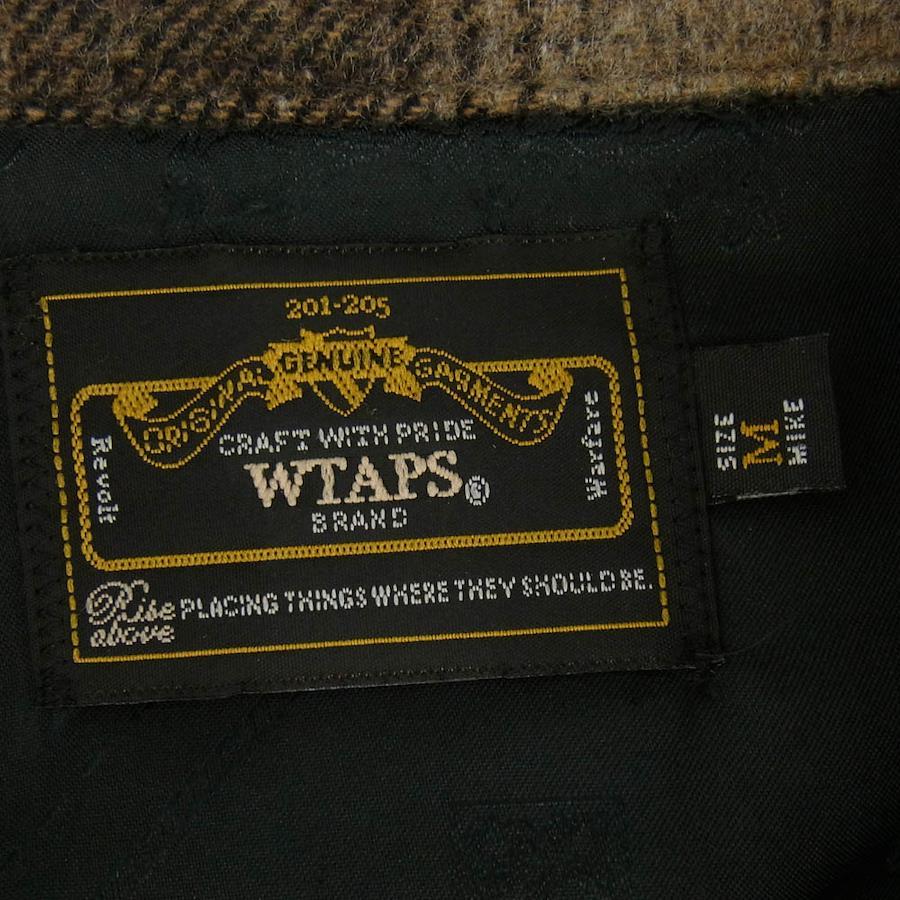 201-205
ORIGINAL GENUINE GARMENTS
CRAFT WITH PRIDE
WTAPS
BRAND
Revolt
Warfare
Rise above
PLACING THINGS WHERE THEY SHOULD BE.
SIZE
M